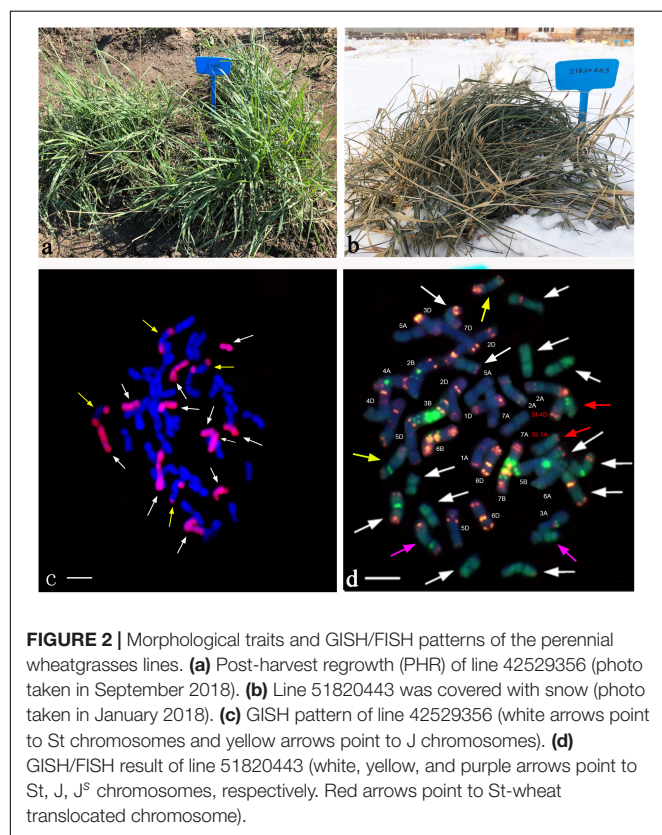 a
51820443
b
3D
5A
7D
2D
2B
4A
5A
2D
2A
2A
4D
3B
1D
7A
St-4D
5D
7A
St-1A
6B
1A
6D
5B
7B
6A
5D
6D
3A
c
d
FIGURE 2 | Morphological traits and GISH/FISH patterns of the perennial
wheatgrasses lines. (a) Post-harvest regrowth (PHR) of line 42529356 (photo
taken in September 2018). (b) Line 51820443 was covered with snow (photo
taken in January 2018). (c) GISH pattern of line 42529356 (white arrows point
to St chromosomes and yellow arrows point to J chromosomes). (d)
GISH/FISH result of line 51820443 (white, yellow, and purple arrows point to
St, J, Jˢ chromosomes, respectively. Red arrows point to St-wheat
translocated chromosome).